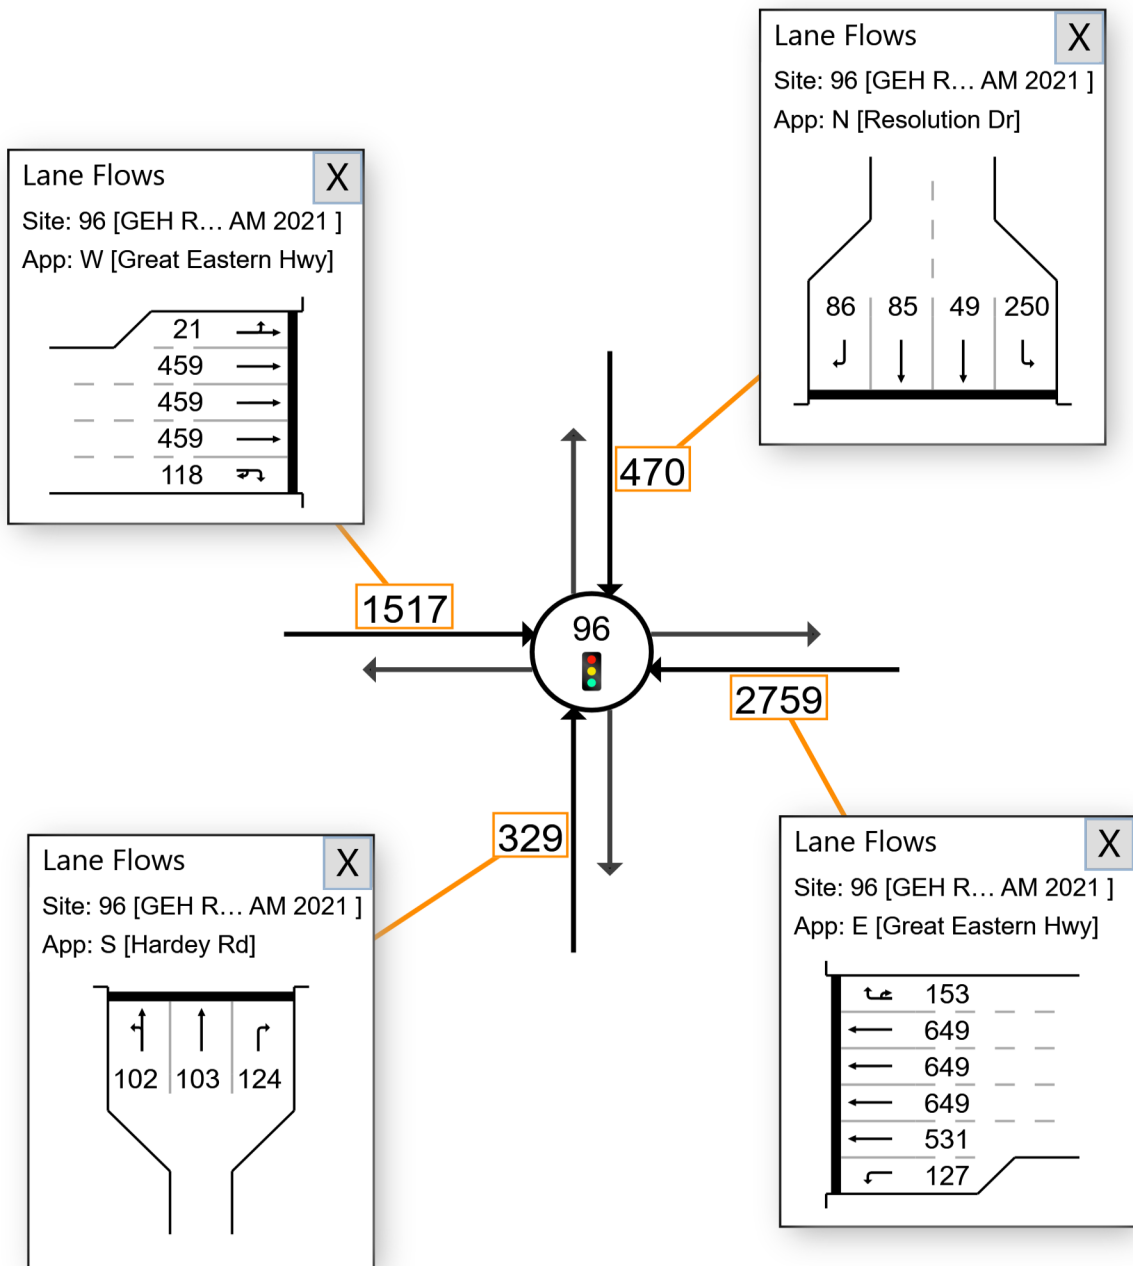 Lane Flows
X
Site: 96 [GEH R... AM 2021 ]
App: N [Resolution Dr]
86 85 49 250
Lane Flows
X
Site: 96 [GEH R... AM 2021 ]
App: W [Great Eastern Hwy]
21
459
459
459
118
470
1517
96
2759
329
Lane Flows
X
Site: 96 [GEH R... AM 2021 ]
App: S [Hardey Rd]
102 103 124
Lane Flows
X
Site: 96 [GEH R... AM 2021 ]
App: E [Great Eastern Hwy]
153
649
649
649
531
127